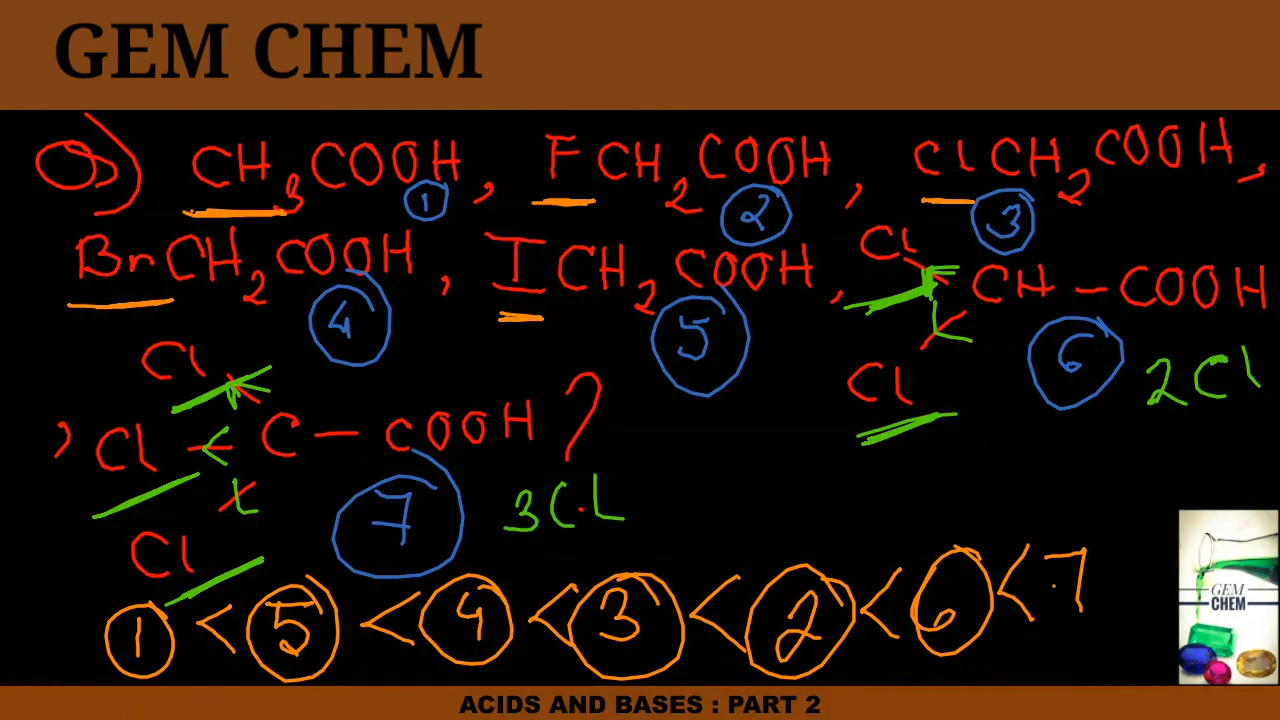 GEM CHEM
Q) CH3COOH, FCH2COOH, ClCH2COOH,
1 2 3
BrCH2COOH, ICH2COOH, Cl CH-COOH
4 5 Cl 6 2Cl
Cl
, Cl - C - COOH ?
Cl 7 3Cl
1 < 5 < 4 < 3 < 2 < 6 < 7
GEM
CHEM
ACIDS AND BASES : PART 2